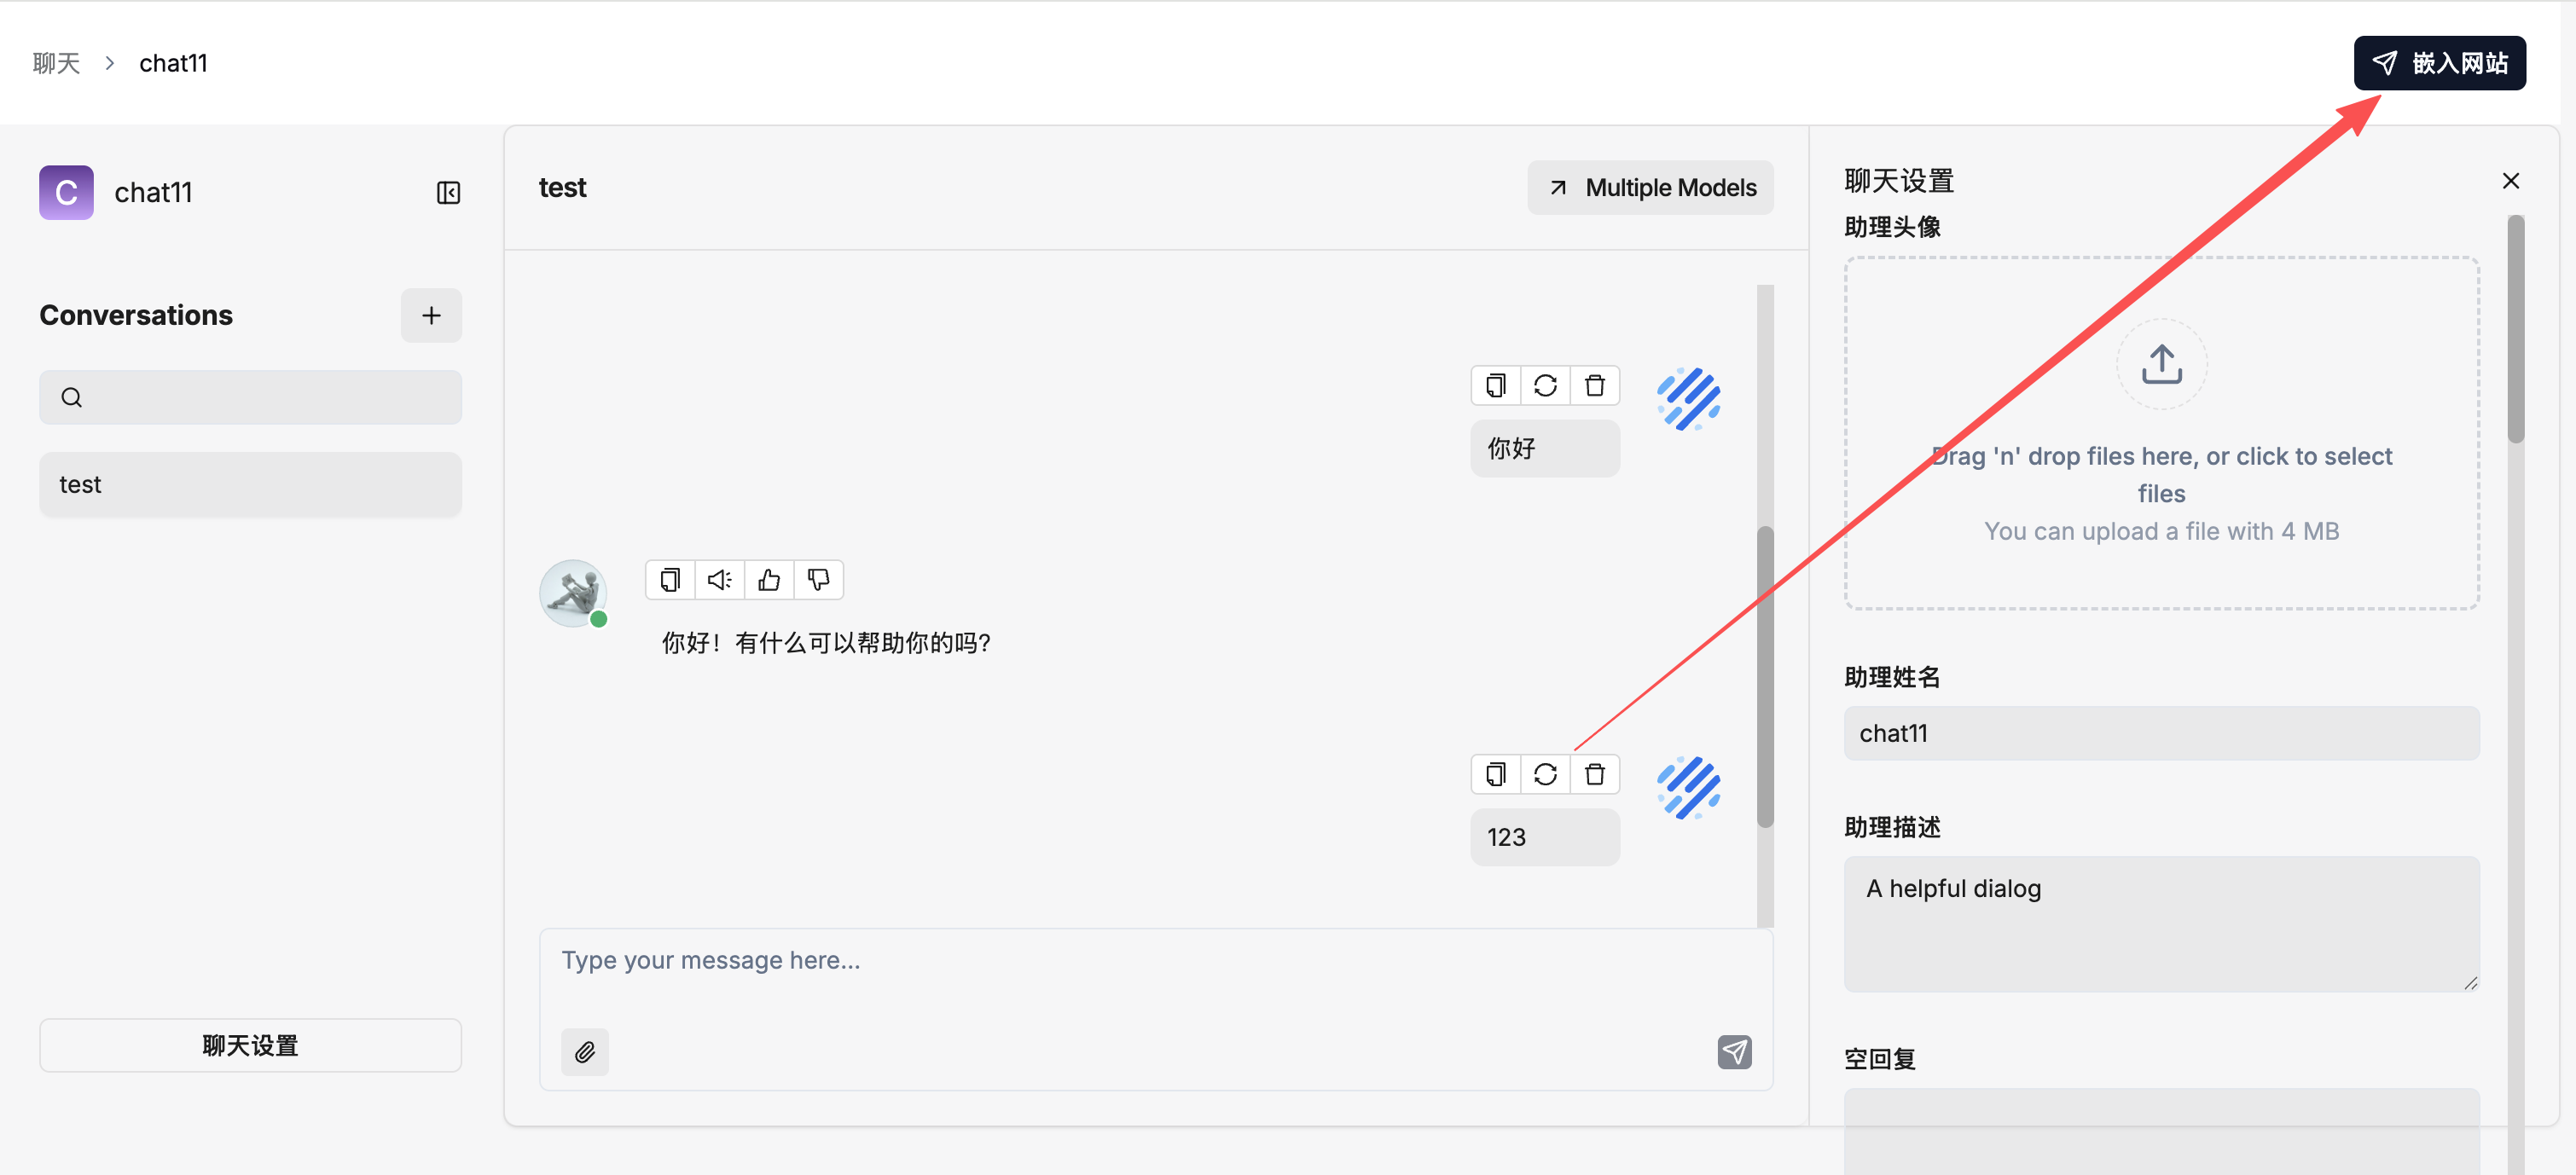 聊天 > chat11
嵌入网站
C chat11
Conversations
test
聊天设置
test
Multiple Models
你好
你好！有什么可以帮助你的吗？
123
Type your message here...
聊天设置
助理头像
Drag 'n' drop files here, or click to select
files
You can upload a file with 4 MB
助理姓名
chat11
助理描述
A helpful dialog
空回复